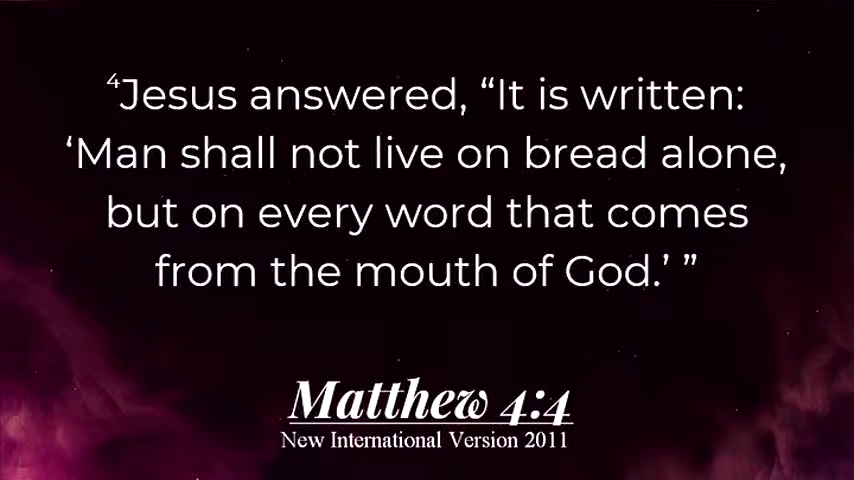 ⁴Jesus answered, “It is written:
‘Man shall not live on bread alone,
but on every word that comes
from the mouth of God.’ ”
Matthew 4:4
New International Version 2011